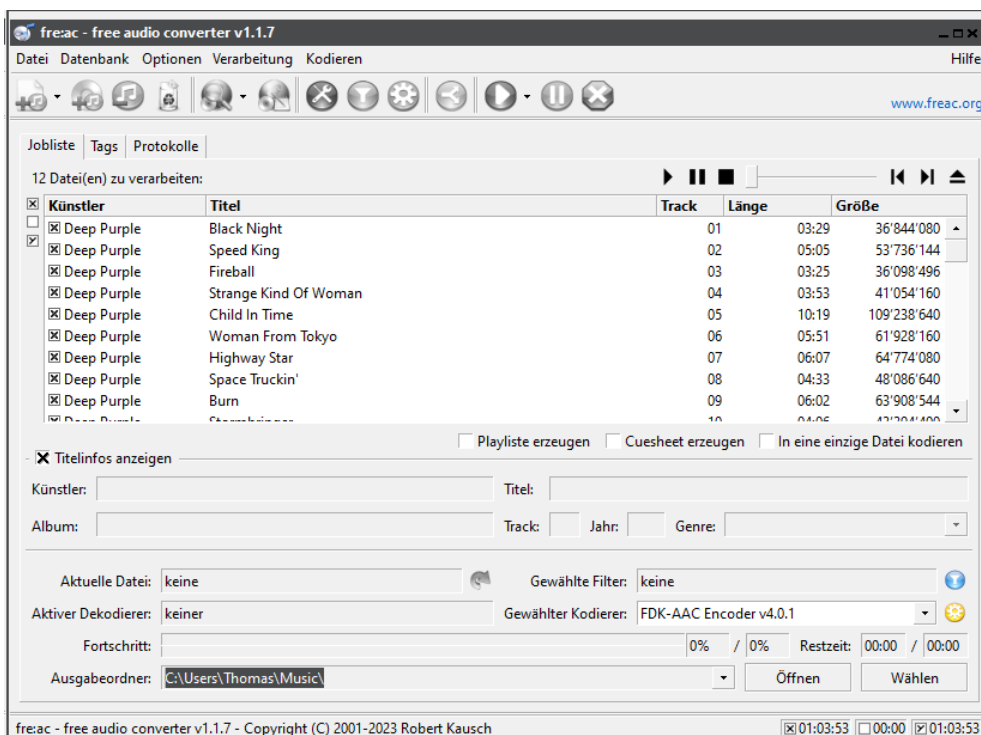 fre:ac - free audio converter v1.1.7
Datei Datenbank Optionen Verarbeitung Kodieren Hilfe
www.freac.org
Jobliste Tags Protokolle
12 Datei(en) zu verarbeiten:
Künstler Titel Track Länge Größe
Deep Purple Black Night 01 03:29 36'844'080
Deep Purple Speed King 02 05:05 53'736'144
Deep Purple Fireball 03 03:25 36'098'496
Deep Purple Strange Kind Of Woman 04 03:53 41'054'160
Deep Purple Child In Time 05 10:19 109'238'640
Deep Purple Woman From Tokyo 06 05:51 61'928'160
Deep Purple Highway Star 07 06:07 64'774'080
Deep Purple Space Truckin' 08 04:33 48'086'640
Deep Purple Burn 09 06:02 63'908'544
Deep Purple Stormbringer 10 04:06
Playliste erzeugen Cuesheet erzeugen In eine einzige Datei kodieren
Titelinfos anzeigen
Künstler: Titel:
Album: Track: Jahr: Genre:
Aktuelle Datei: keine Gewählte Filter: keine
Aktiver Dekodierer: keiner Gewählter Kodierer: FDK-AAC Encoder v4.0.1
Fortschritt: 0% / 0% Restzeit: 00:00 / 00:00
Ausgabeordner: C:\Users\Thomas\Music\ Öffnen Wählen
fre:ac - free audio converter v1.1.7 - Copyright (C) 2001-2023 Robert Kausch 01:03:53 00:00 01:03:53